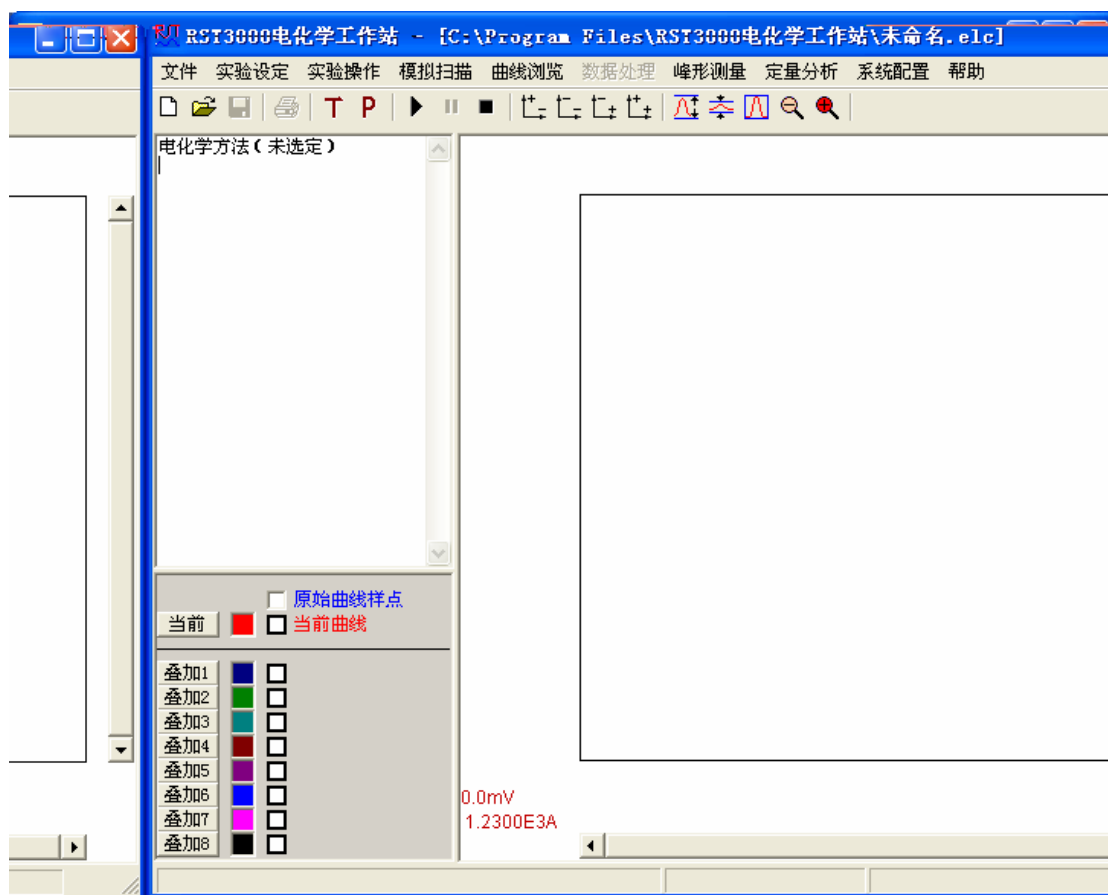 RST3000电化学工作站 - [C:\Program Files\RST3000电化学工作站\未命名.elc]
文件 实验设定 实验操作 模拟扫描 曲线浏览 数据处理 峰形测量 定量分析 系统配置 帮助
T P
电化学方法(未选定)
原始曲线样点
当前 当前曲线
叠加1
叠加2
叠加3
叠加4
叠加5
叠加6
叠加7
叠加8
0.0mV
1.2300E3A